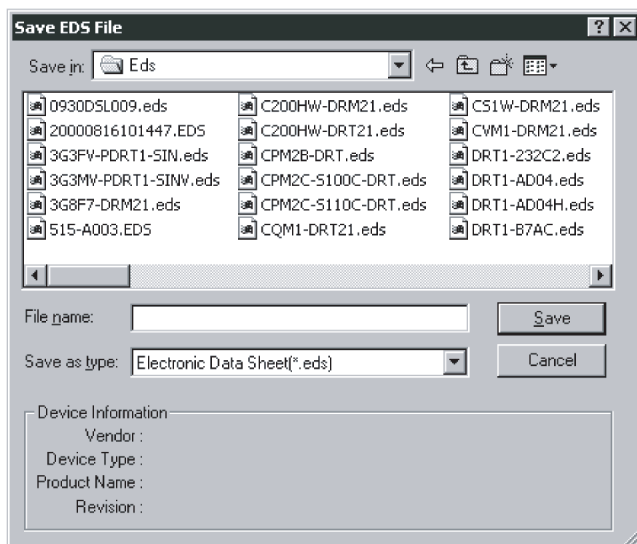 Save EDS File
Save in: Eds
0930DSL009.eds C200HW-DRM21.eds CS1W-DRM21.eds
20000816101447.EDS C200HW-DRT21.eds CVM1-DRM21.eds
3G3FV-PDRT1-SIN.eds CPM2B-DRT.eds DRT1-232C2.eds
3G3MV-PDRT1-SINV.eds CPM2C-S100C-DRT.eds DRT1-AD04.eds
3G8F7-DRM21.eds CPM2C-S110C-DRT.eds DRT1-AD04H.eds
515-A003.EDS CQM1-DRT21.eds DRT1-B7AC.eds
File name: Save
Save as type: Electronic Data Sheet(*.eds) Cancel
Device Information
Vendor :
Device Type :
Product Name :
Revision :